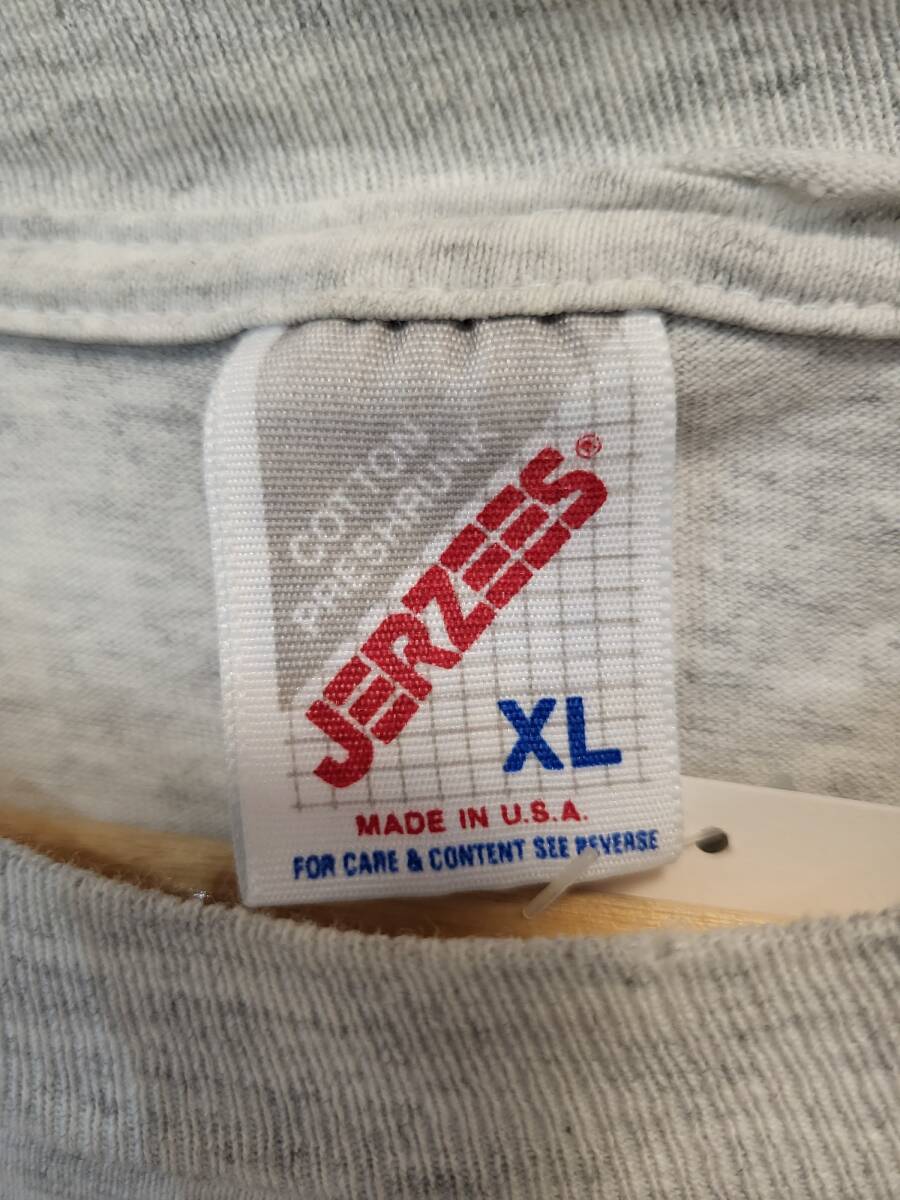 COTTON
PRESHRUNK
JERZEES®
XL
MADE IN U.S.A.
FOR CARE & CONTENT SEE REVERSE